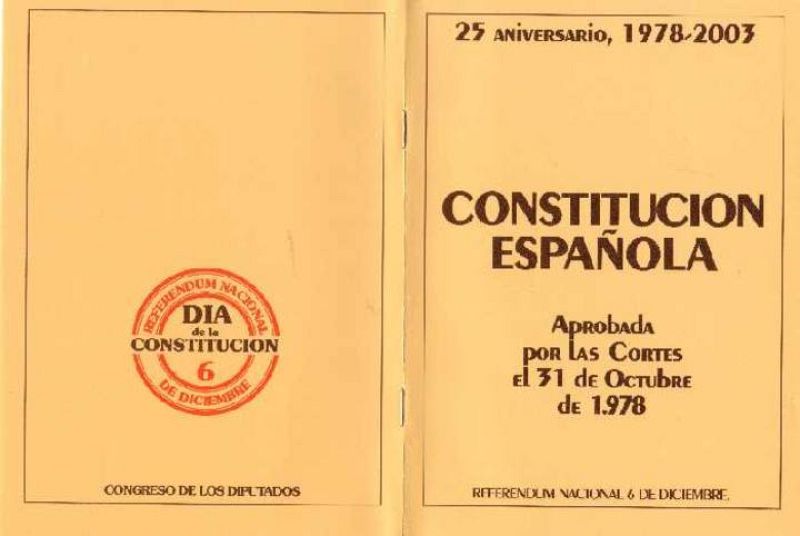 REFERENDUM NACIONAL
DIA
de la
CONSTITUCION
6
DE DICIEMBRE
CONGRESO DE LOS DIPUTADOS
25 ANIVERSARIO, 1978-2003
CONSTITUCION
ESPAÑOLA
Aprobada
por las Cortes
el 31 de Octubre
de 1.978
REFERENDUM NACIONAL 6 DE DICIEMBRE.